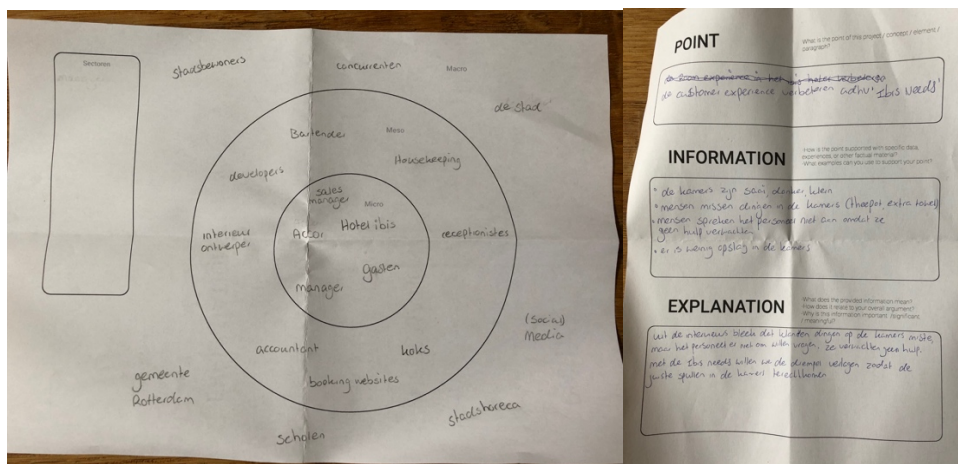 Sectoren
stadsbewoners
concurrenten
Macro
de stad
Bartender
Meso
Housekeeping
developers
sales
manager
Micro
Hotel ibis
interieur
ontwerper
Accor
receptionistes
gasten
manager
(social)
Media
accountant
koks
gemeente
Rotterdam
booking websites
stadshoreca
scholen
POINT
What is the point of this project / concept / element /
paragraph?
de customer experience verbeteren adhv 'Ibis Needs'
INFORMATION
How is the point supported with specific data,
experiences, or other factual material?
What examples can you use to support your point?
• de kamers zijn saai donker, klein
• mensen missen dingen in de kamers (theepot, extra towel)
• mensen spreken het personeel niet aan omdat ze
geen hulp verwachten
• er is weinig opslag in de kamers
EXPLANATION
What does the provided information mean?
How does it relate to your overall argument?
Why is this information important /significant
/ meaningful?
uit de interviews bleek dat klanten dingen op de kamers miste,
maar het personeel er niet om willen vragen, ze verwachten geen hulp.
met de Ibis needs willen we de drempel verlagen zodat de
juiste spullen in de kamers terechtkomen